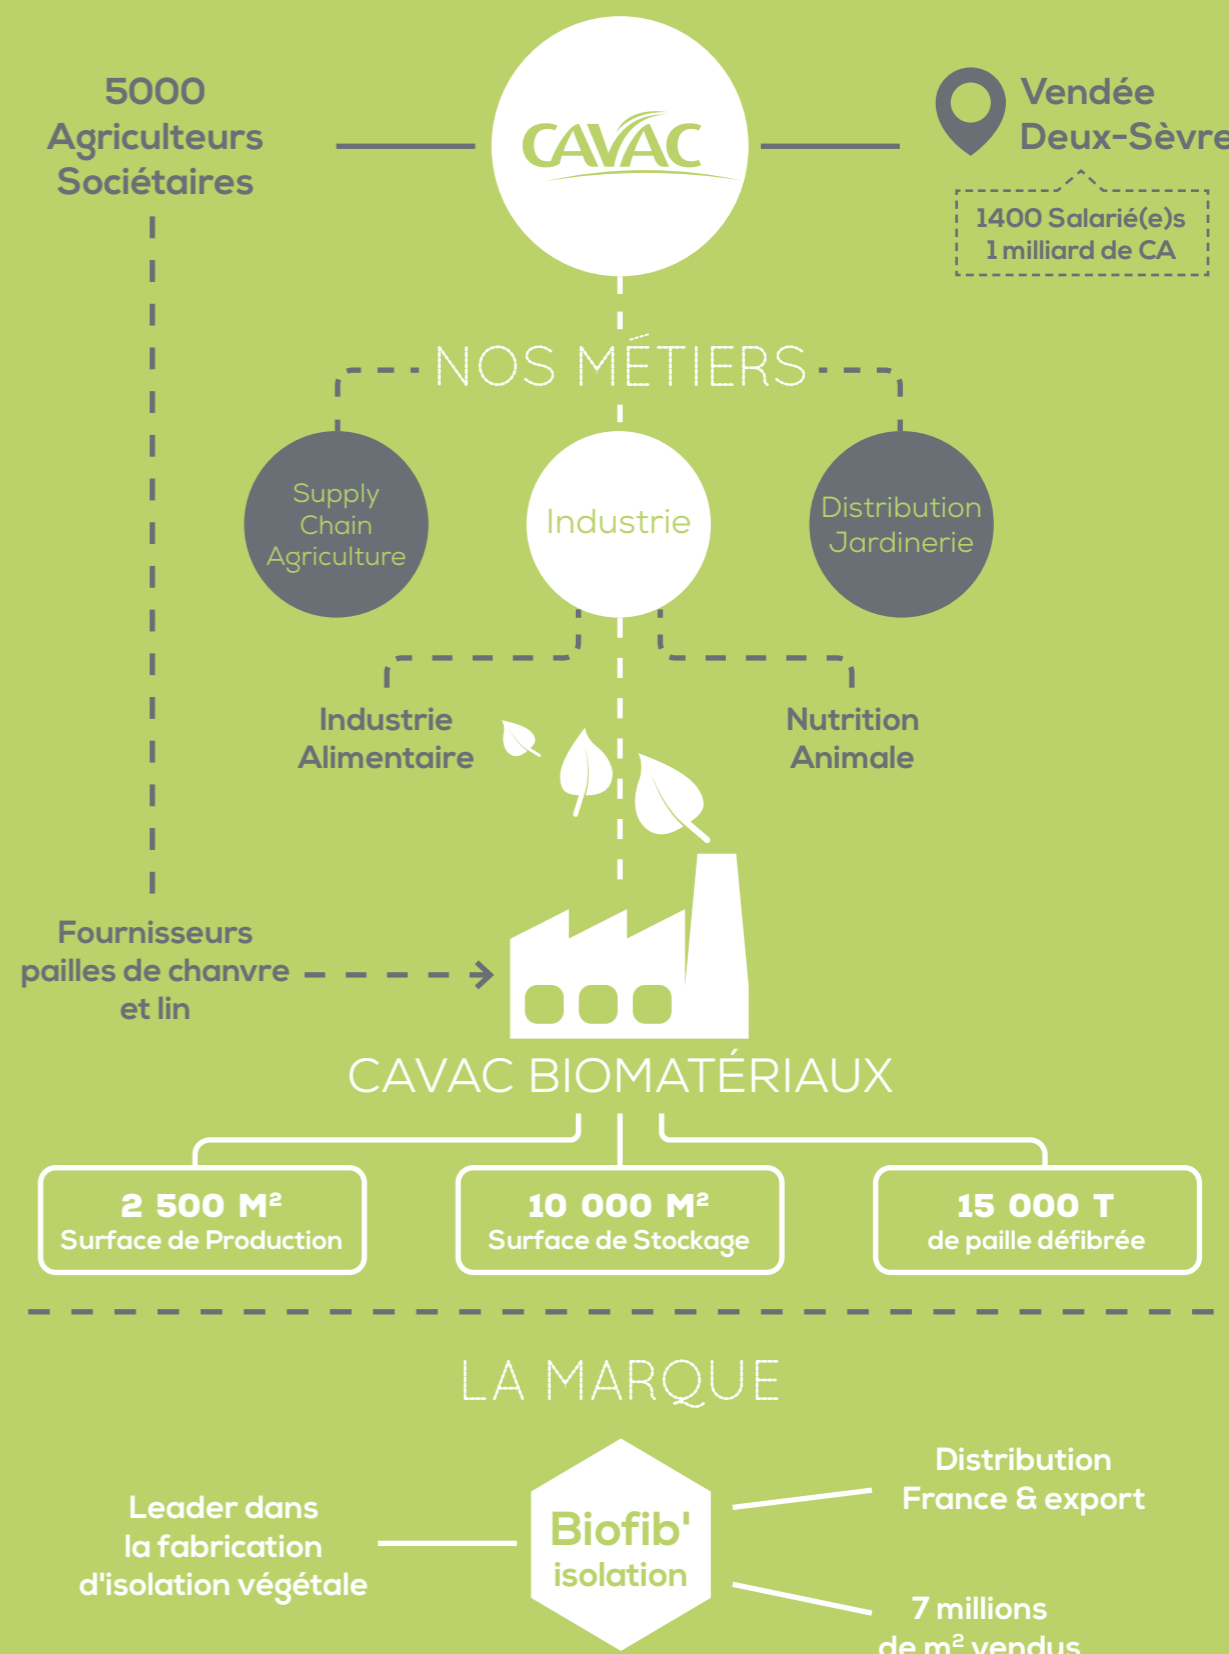 5000
Agriculteurs
Sociétaires
CAVAC
Vendée
Deux-Sèvre
1400 Salarié(e)s
1 milliard de CA
NOS MÉTIERS
Supply
Chain
Agriculture
Industrie
Distribution
Jardinerie
Industrie
Alimentaire
Nutrition
Animale
Fournisseurs
pailles de chanvre
et lin
CAVAC BIOMATÉRIAUX
2 500 M²
Surface de Production
10 000 M²
Surface de Stockage
15 000 T
de paille défibrée
LA MARQUE
Leader dans
la fabrication
d'isolation végétale
Biofib'
isolation
Distribution
France & export
7 millions
de m² vendus